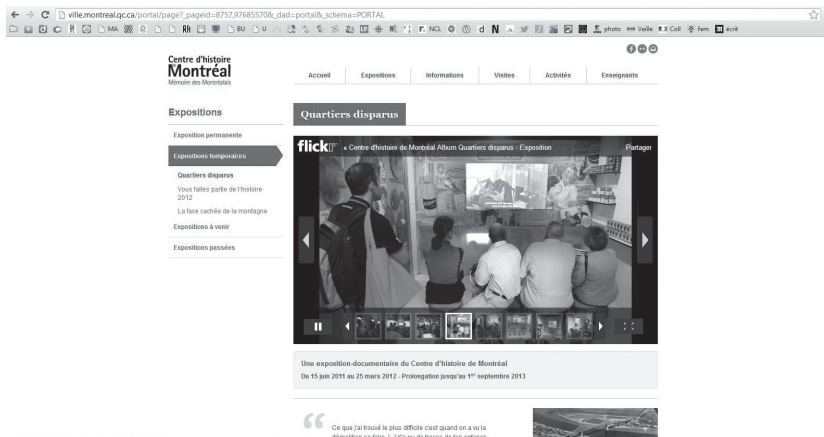 ville.montreal.qc.ca/portal/page?_pageid=8757,97685570&_dad=portal&_schema=PORTAL
MA
BU
U
NCL
photo
Veille
Coll
fem
écrit
Centre d'histoire
Montréal
Mémoire des Montréalais
Accueil
Expositions
Informations
Visites
Activités
Enseignants
Expositions
Exposition permanente
Expositions temporaires
Quartiers disparus
Vous faites partie de l'histoire
2012
La face cachée de la montagne
Expositions à venir
Expositions passées
Quartiers disparus
flickr
« Centre d'histoire de Montréal Album Quartiers disparus - Exposition
Partager
Une exposition-documentaire du Centre d'histoire de Montréal
Du 15 juin 2011 au 25 mars 2012 - Prolongation jusqu'au 1er septembre 2013
Ce que j'ai trouvé le plus difficile c'est quand on a vu la